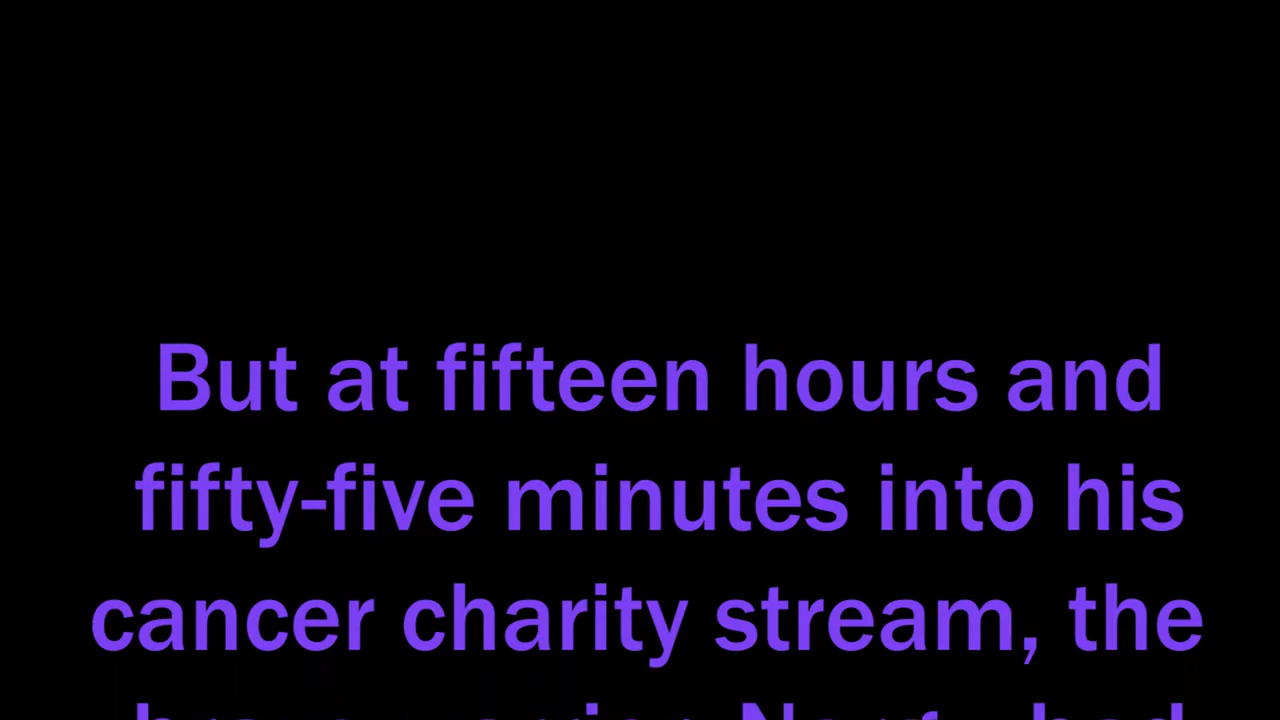 But at fifteen hours and
fifty-five minutes into his
cancer charity stream, the